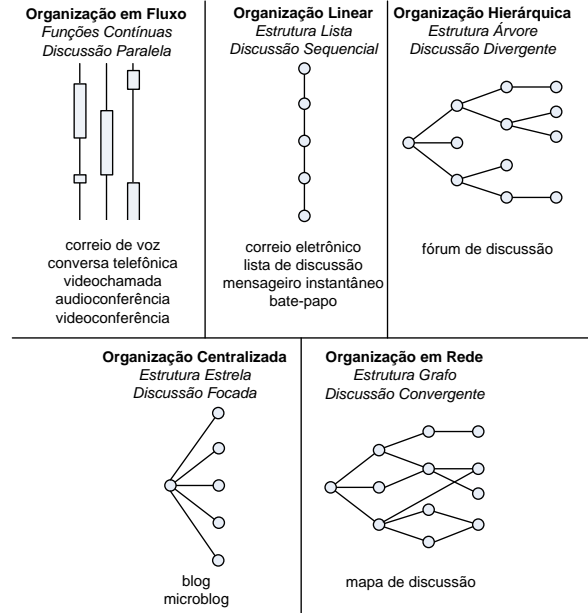 Organização em Fluxo
Funções Contínuas
Discussão Paralela
correio de voz
conversa telefônica
videochamada
audioconferência
videoconferência
Organização Linear
Estrutura Lista
Discussão Sequencial
correio eletrônico
lista de discussão
mensageiro instantâneo
bate-papo
Organização Hierárquica
Estrutura Árvore
Discussão Divergente
fórum de discussão
Organização Centralizada
Estrutura Estrela
Discussão Focada
blog
microblog
Organização em Rede
Estrutura Grafo
Discussão Convergente
mapa de discussão